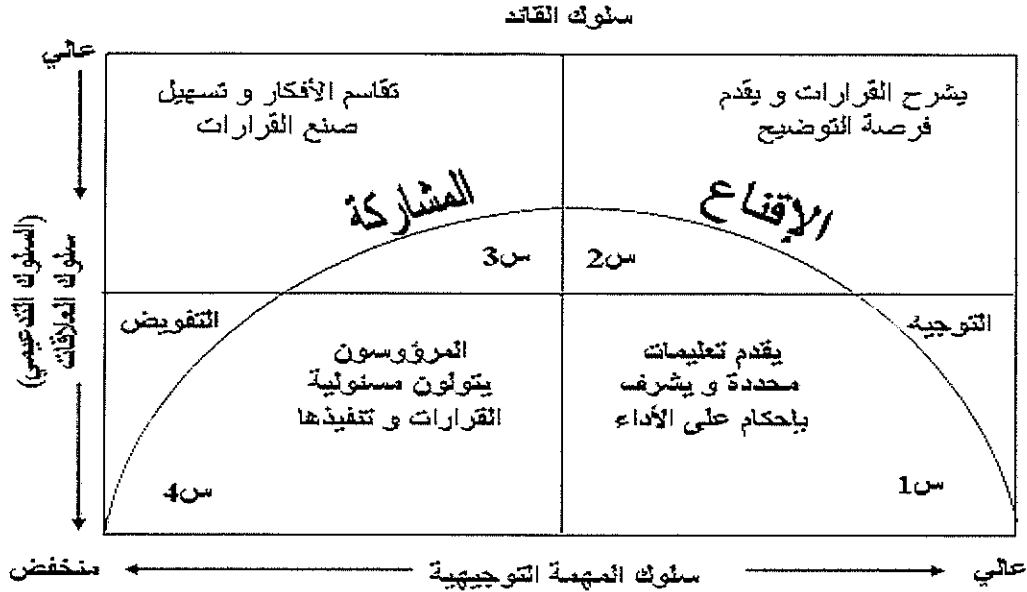 سلوك القائد
عالي
يشرح القرارات و يقدم
فرصة التوضيح
تقاسم الأفكار و تسهيل
صنع القرارات
الإقناع
المشاركة
س2
س3
سلوك العلاقات
(السلوك التدعيمي)
التوجيه
التفويض
يقدم تعليمات
محددة و يشرف
بإحكام على الأداء
المرؤوسون
يتولون مسئولية
القرارات و تنفيذها
س1
س4
عالي
سلوك المهمة التوجيهية
منخفض